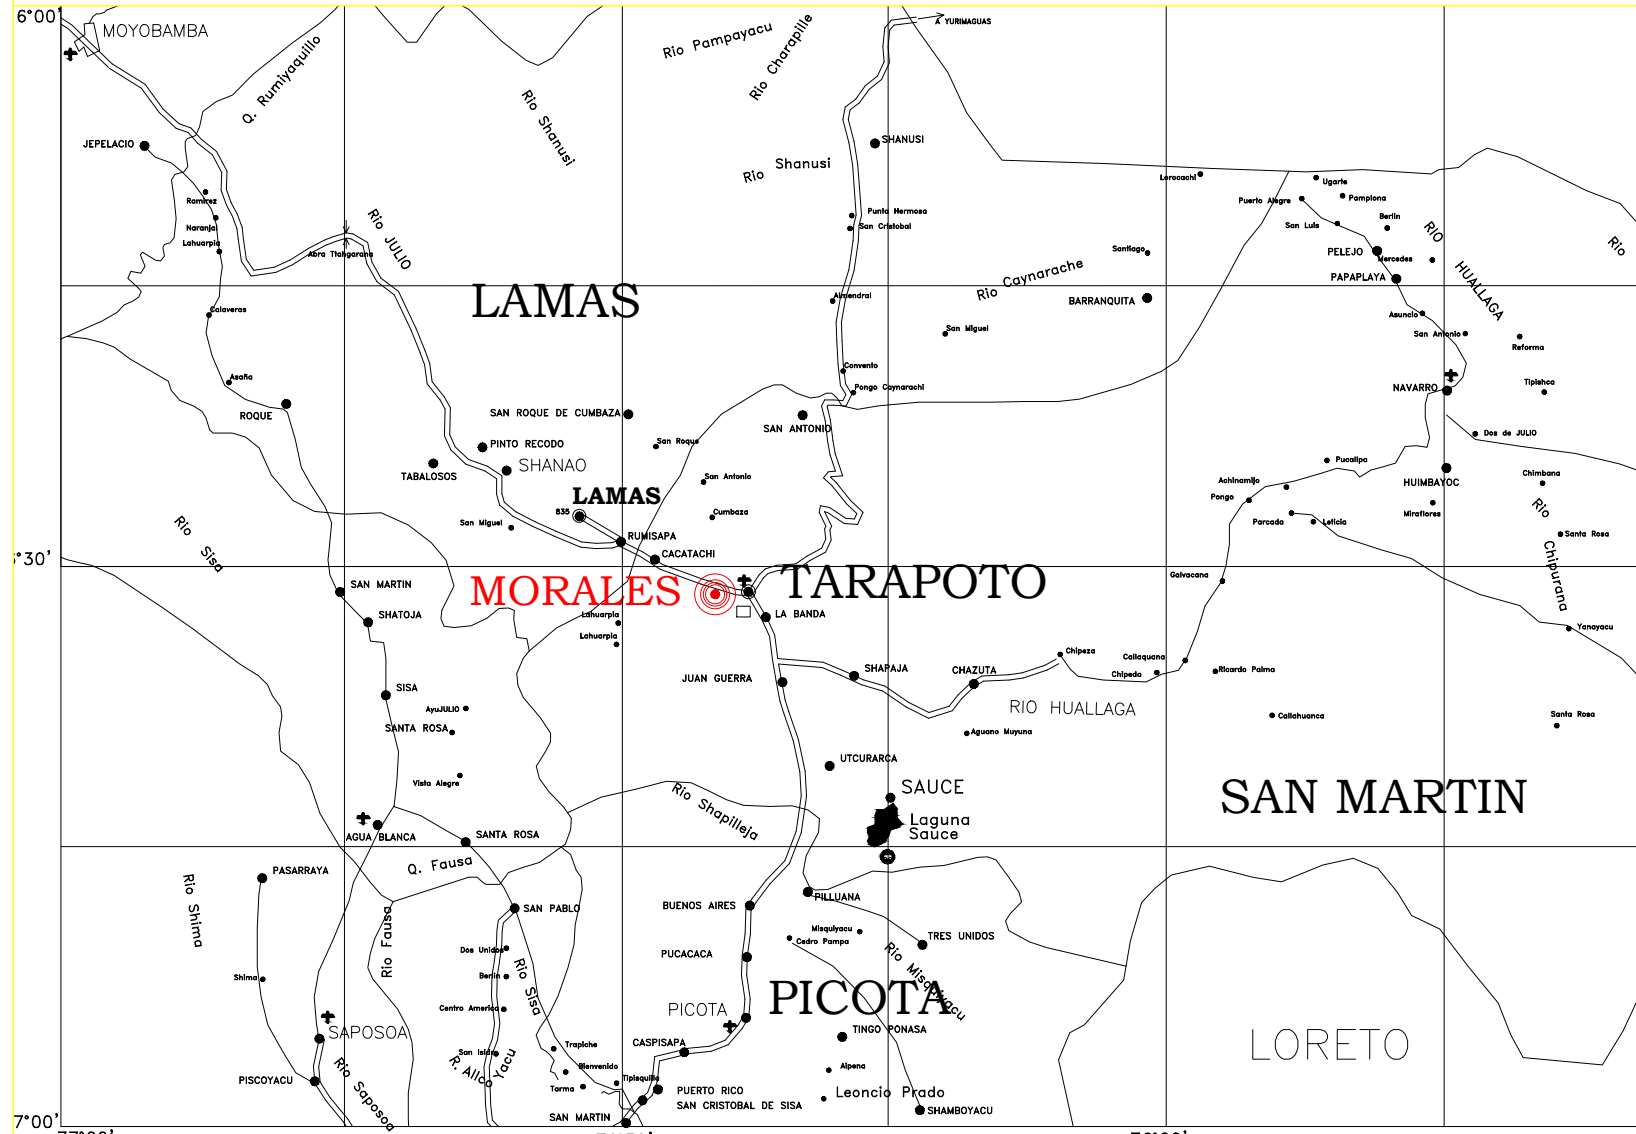 6°00'
MOYOBAMBA
Q. Rumiyaquillo
Rio Pampayacu
Rio Charapille
A YURIMAGUAS
JEPELACIO
Rio Shanusi
Rio Shanusi
SHANUSI
Ramirez
Naranjal
Lahuarpia
Abra Ttangarana
Rio JULIO
Punta Hermosa
San Cristobal
Lorocachi
Ugarte
Puerto Alegre
Pamplona
San Luis
Berlin
RIO
HUALLAGA
Rio
Santiago
PELEJO
Mercedes
PAPAPLAYA
Rio Caynarache
BARRANQUITA
LAMAS
Almendral
Calaveras
San Miguel
Asuncio
San Antonio
Reforma
Convento
Pongo Caynarachi
Asaña
ROQUE
NAVARRO
Tipishca
SAN ROQUE DE CUMBAZA
SAN ANTONIO
PINTO RECODO
San Roque
Dos de JULIO
SHANAO
TABALOSOS
San Antonio
Pucallpa
Achinamijo
HUIMBAYOC
Chimbana
LAMAS
835
Pongo
Miraflores
Rio
San Miguel
Cumbaza
Parcada
Leticia
Rio Sisa
RUMISAPA
Santa Rosa
5°30'
CACATACHI
Chipurana
SAN MARTIN
MORALES
TARAPOTO
Galvacana
SHATOJA
Lahuarpia
LA BANDA
Yanayacu
Lahuarpia
Chipeza
Callaquana
JUAN GUERRA
SHAPAJA
CHAZUTA
Chipeda
Ricardo Palma
SISA
AyuJULIO
RIO HUALLAGA
Callahuanca
Santa Rosa
SANTA ROSA
Aguano Muyuna
UTCURARCA
Vista Alegre
SAUCE
SAN MARTIN
Rio Shapilleja
Laguna
Sauce
AGUA BLANCA
SANTA ROSA
Q. Fausa
PASARRAYA
Rio Shima
Rio Fausa
SAN PABLO
BUENOS AIRES
PILLUANA
Misquiyacu
Cedro Pampa
TRES UNIDOS
Dos Unidos
PUCACACA
Rio Misquiyacu
Shima
Berlin
Rio Sisa
PICOTA
Centro America
PICOTA
SAPOSOA
TINGO PONASA
LORETO
San Isidro
Trapiche
CASPISAPA
R. Allco Yacu
Bienvenido
Alpena
PISCOYACU
Rio Saposoa
Tarma
Tipisquilla
PUERTO RICO
Leoncio Prado
SAN CRISTOBAL DE SISA
SHAMBOYACU
7°00'
SAN MARTIN